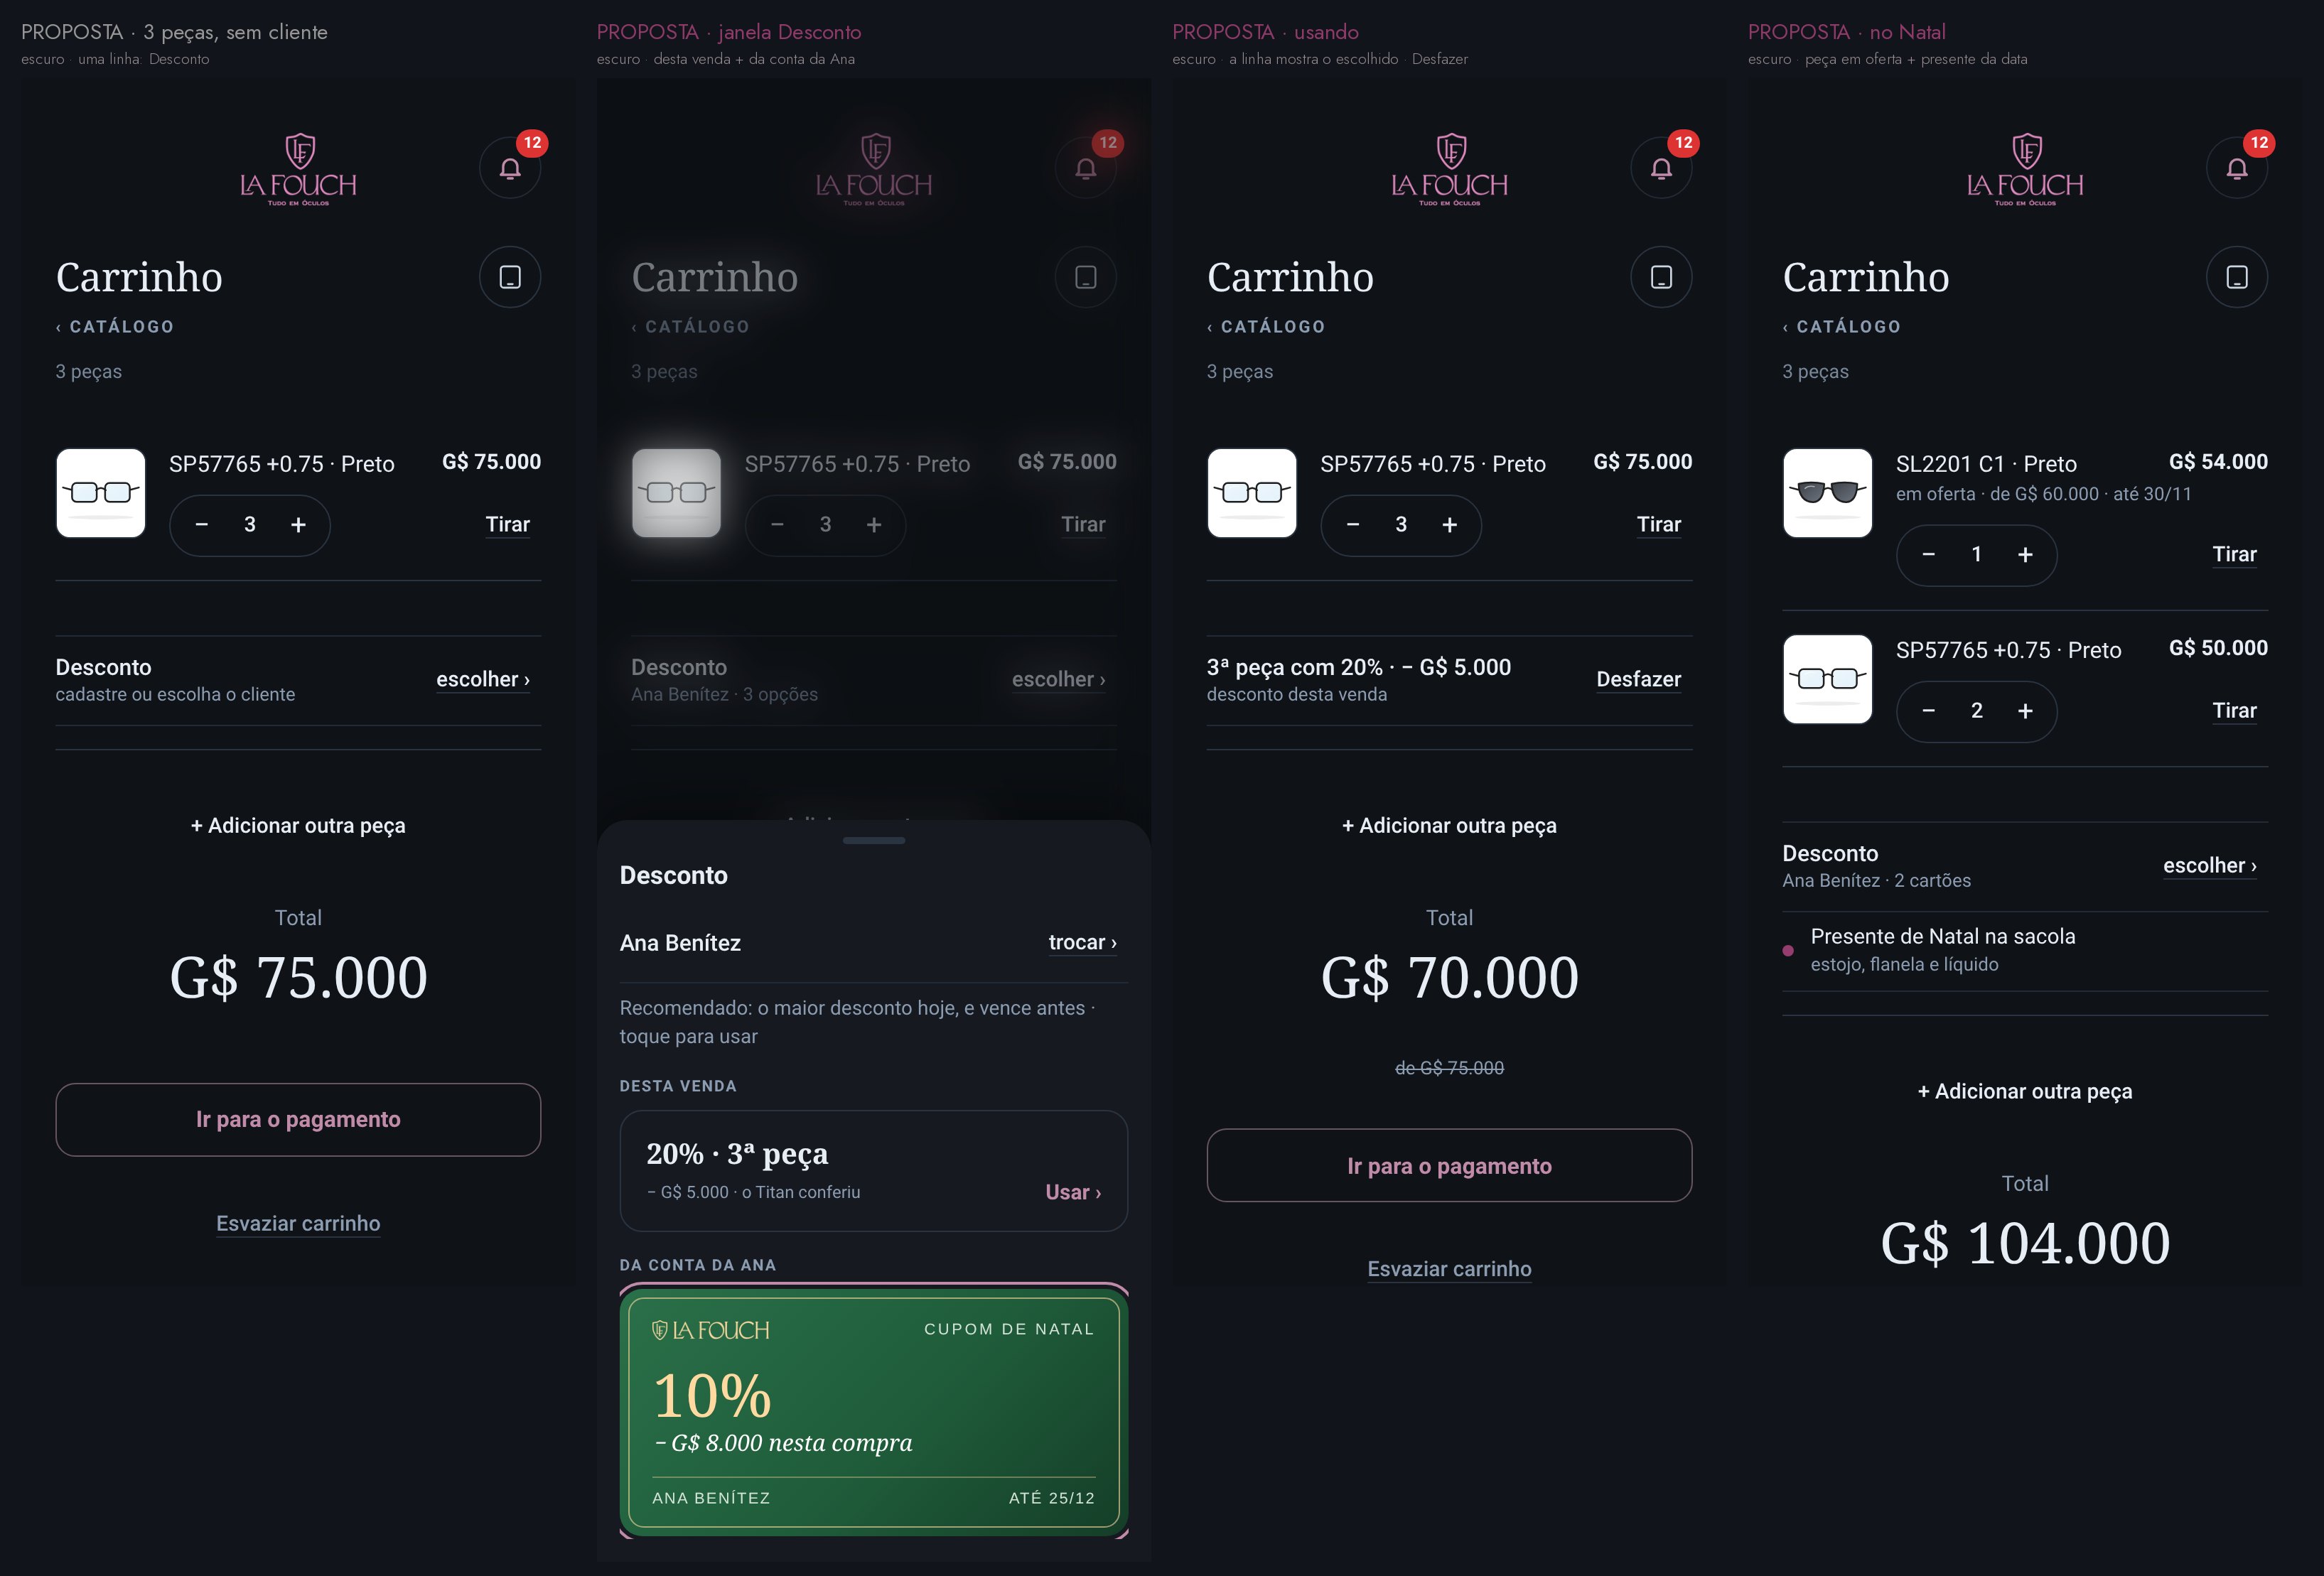 PROPOSTA · 3 peças, sem cliente
escuro · uma linha: Desconto
LA FOUCH
TUDO EM ÓCULOS
12
Carrinho
‹ CATÁLOGO
3 peças
SP57765 +0.75 · Preto
G$ 75.000
− 3 +
Tirar
Desconto
cadastre ou escolha o cliente
escolher ›
+ Adicionar outra peça
Total
G$ 75.000
Ir para o pagamento
Esvaziar carrinho
PROPOSTA · janela Desconto
escuro · desta venda + da conta da Ana
LA FOUCH
TUDO EM ÓCULOS
12
Carrinho
‹ CATÁLOGO
3 peças
SP57765 +0.75 · Preto
G$ 75.000
− 3 +
Tirar
Desconto
Ana Benítez · 3 opções
escolher ›
Desconto
Ana Benítez
trocar ›
Recomendado: o maior desconto hoje, e vence antes ·
toque para usar
DESTA VENDA
20% · 3ª peça
− G$ 5.000 · o Titan conferiu
Usar ›
DA CONTA DA ANA
LA FOUCH
CUPOM DE NATAL
10%
− G$ 8.000 nesta compra
ANA BENÍTEZ
ATÉ 25/12
PROPOSTA · usando
escuro · a linha mostra o escolhido · Desfazer
LA FOUCH
TUDO EM ÓCULOS
12
Carrinho
‹ CATÁLOGO
3 peças
SP57765 +0.75 · Preto
G$ 75.000
− 3 +
Tirar
3ª peça com 20% · − G$ 5.000
desconto desta venda
Desfazer
+ Adicionar outra peça
Total
G$ 70.000
de G$ 75.000
Ir para o pagamento
Esvaziar carrinho
PROPOSTA · no Natal
escuro · peça em oferta + presente da data
LA FOUCH
TUDO EM ÓCULOS
12
Carrinho
‹ CATÁLOGO
3 peças
SL2201 C1 · Preto
G$ 54.000
em oferta · de G$ 60.000 · até 30/11
− 1 +
Tirar
SP57765 +0.75 · Preto
G$ 50.000
− 2 +
Tirar
Desconto
Ana Benítez · 2 cartões
escolher ›
Presente de Natal na sacola
estojo, flanela e líquido
+ Adicionar outra peça
Total
G$ 104.000